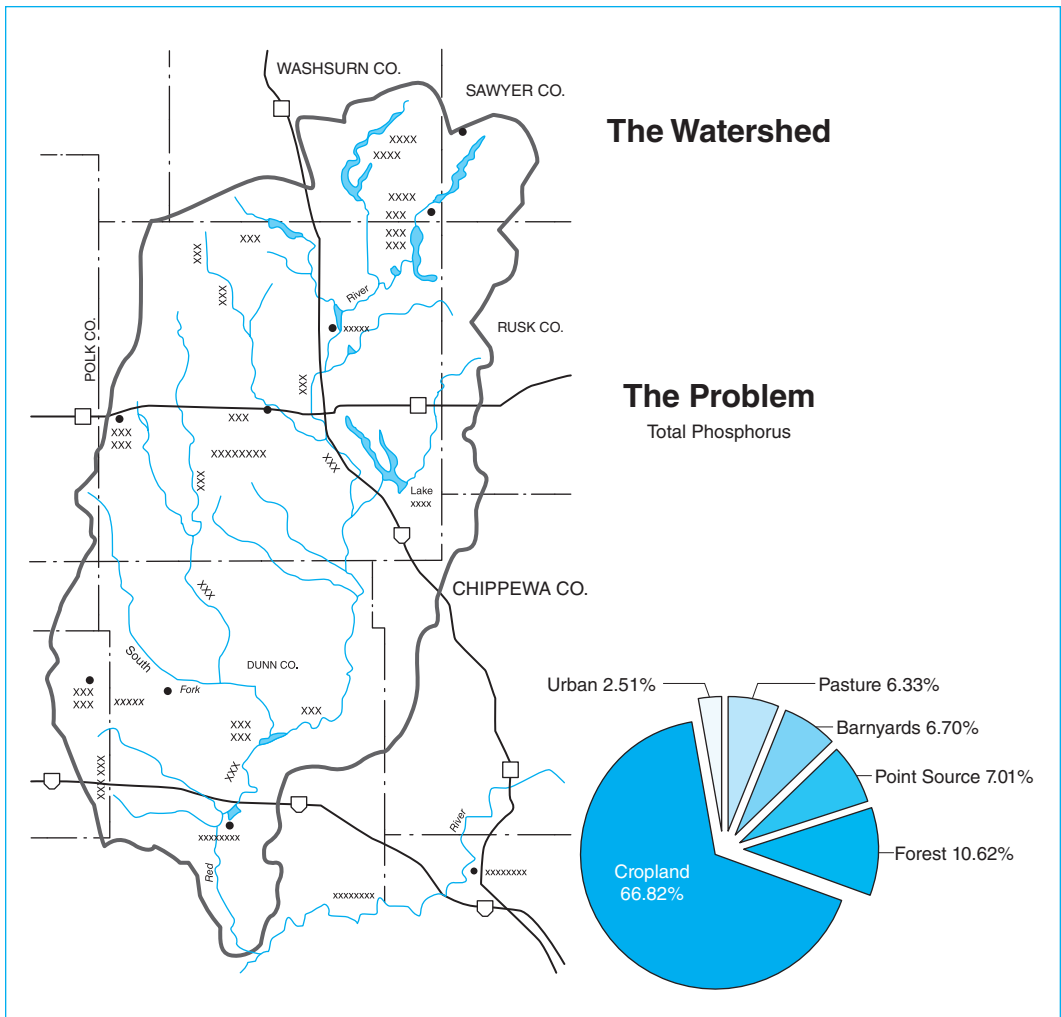 WASHSURN CO.
SAWYER CO.
The Watershed
XXXX
XXXX
XXXX
XXX
XXX
XXX
XXX
XXX
XXX
River
xxxxx
POLK CO.
RUSK CO.
XXX
The Problem
Total Phosphorus
XXX
XXX
XXX
XXXXXXXX
XXX
XXX
Lake
xxxx
XXX
CHIPPEWA CO.
South
DUNN CO.
Fork
XXX
XXX
xxxxx
XXX
XXX
XXX
XXX
XXX XXX
xxxxxxxx
Red
xxxxxxxx
River
xxxxxxxx
Urban 2.51%
Pasture 6.33%
Barnyards 6.70%
Point Source 7.01%
Forest 10.62%
Cropland
66.82%